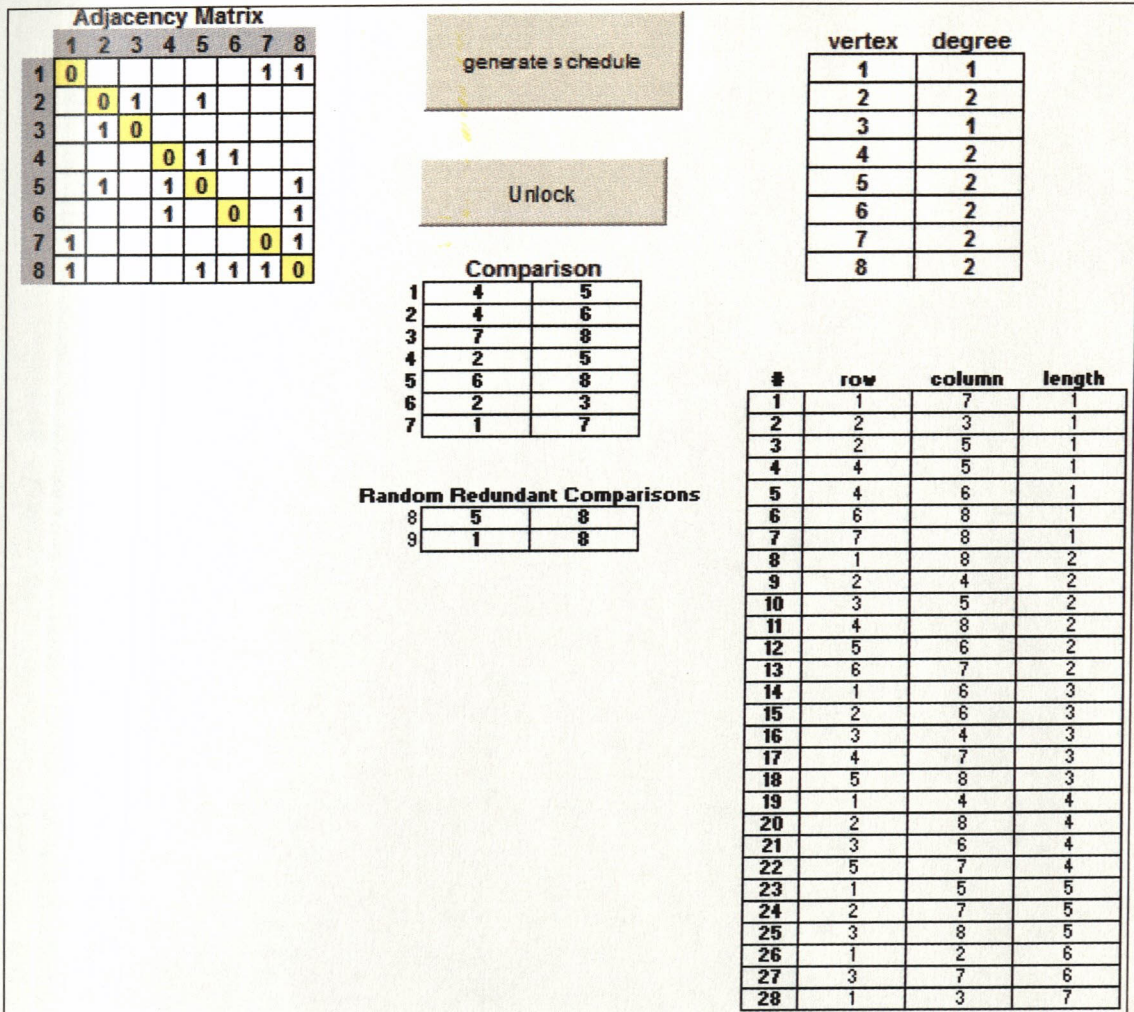 Adjacency Matrix
1 2 3 4 5 6 7 8
1 0 1 1
2 0 1 1
3 1 0
4 0 1 1
5 1 1 0 1
6 1 0 1
7 1 0 1
8 1 1 1 1 0
generate schedule
Unlock
Comparison
1 4 5
2 4 6
3 7 8
4 2 5
5 6 8
6 2 3
7 1 7
Random Redundant Comparisons
8 5 8
9 1 8
vertex degree
1 1
2 2
3 1
4 2
5 2
6 2
7 2
8 2
# row column length
1 1 7 1
2 2 3 1
3 2 5 1
4 4 5 1
5 4 6 1
6 6 8 1
7 7 8 1
8 1 8 2
9 2 4 2
10 3 5 2
11 4 8 2
12 5 6 2
13 6 7 2
14 1 6 3
15 2 6 3
16 3 4 3
17 4 7 3
18 5 8 3
19 1 4 4
20 2 8 4
21 3 6 4
22 5 7 4
23 1 5 5
24 2 7 5
25 3 8 5
26 1 2 6
27 3 7 6
28 1 3 7